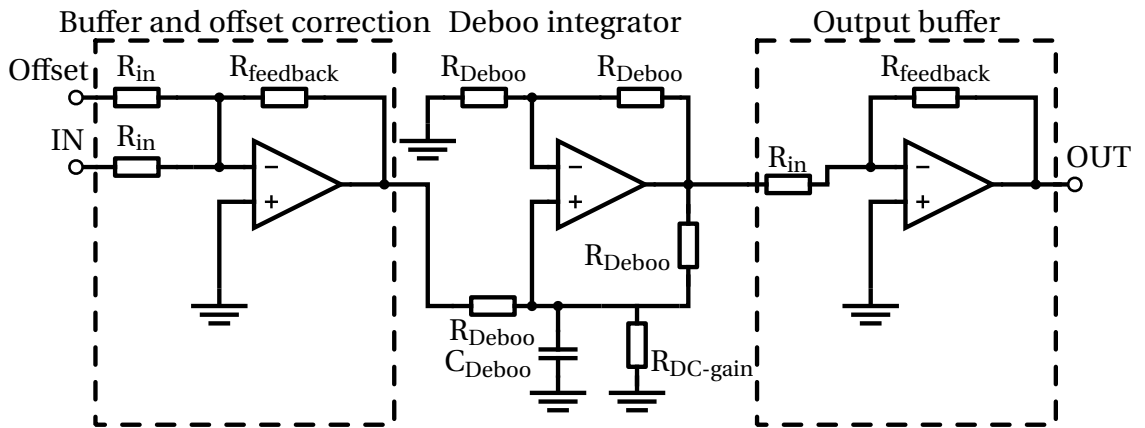 Buffer and offset correction
Deboo integrator
Output buffer
Offset
R_in
R_feedback
R_Deboo
R_Deboo
R_feedback
IN
R_in
R_in
OUT
−
+
−
+
−
+
R_Deboo
R_Deboo
C_Deboo
R_DC-gain